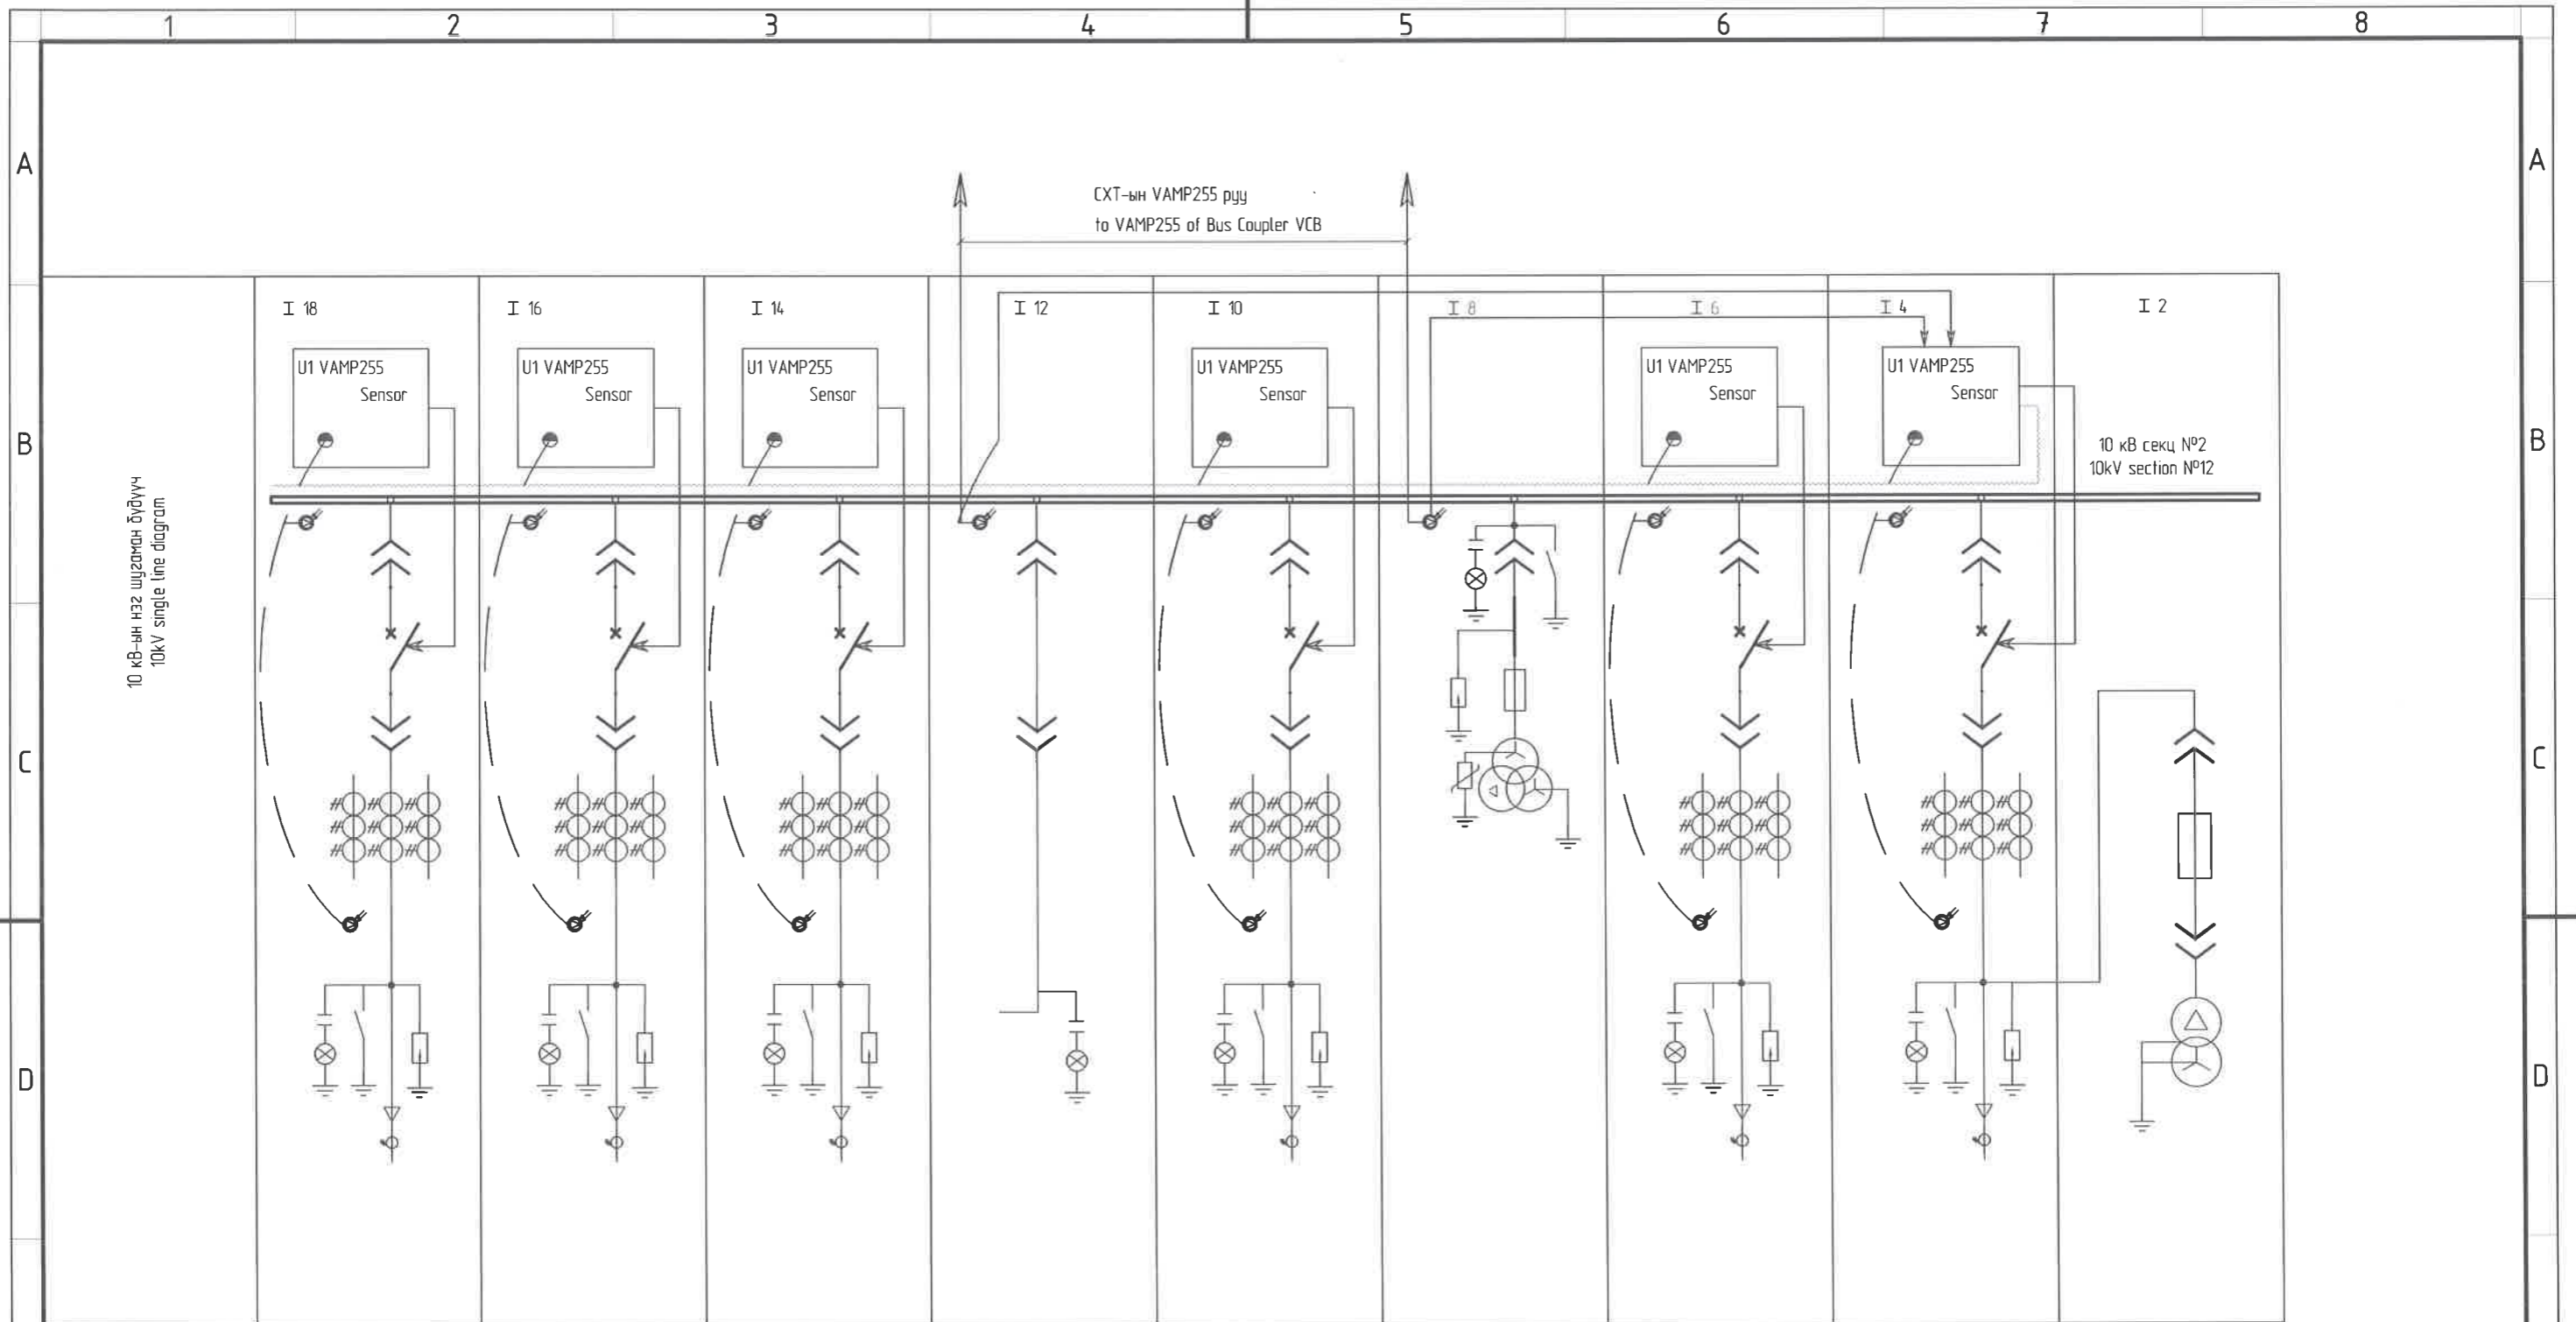 1 2 3 4 5 6 7 8
A A
СХТ-ын VAMP255 руу
to VAMP255 of Bus Coupler VCB
I 18 I 16 I 14 I 12 I 10 I 8 I 6 I 4 I 2
U1 VAMP255 U1 VAMP255 U1 VAMP255 U1 VAMP255 U1 VAMP255 U1 VAMP255
Sensor Sensor Sensor Sensor Sensor Sensor
B B
10 кВ секц №2
10kV section №12
10 кВ-ын нэг шугаман бүдүүч
10kV single line diagram
C C
D D